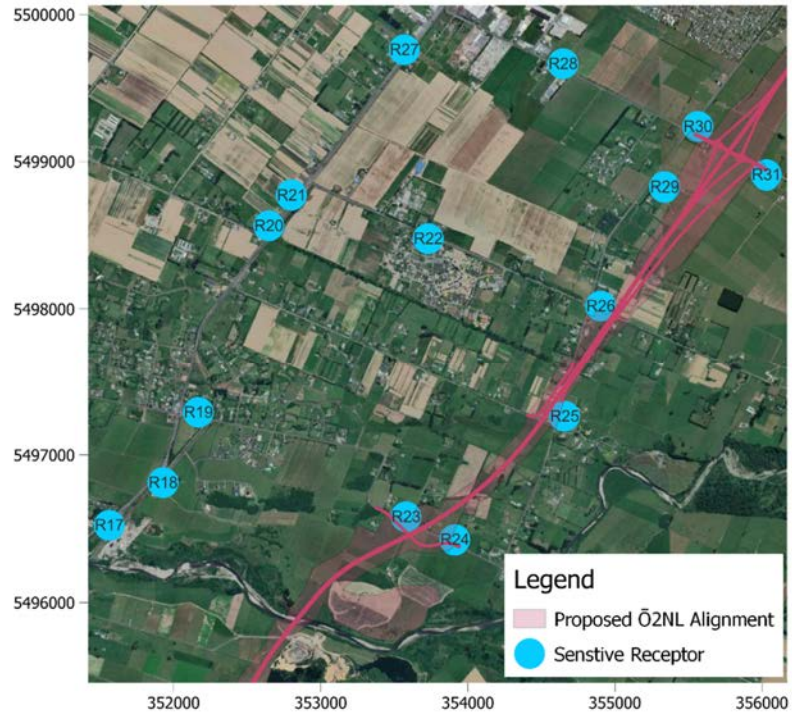 5500000
R27
R28
R30
5499000
R31
R29
R21
R20
R22
5498000
R26
R19
R25
5497000
R18
R17
R23
R24
5496000
Legend
Proposed Ō2NL Alignment
Senstive Receptor
352000 353000 354000 355000 356000